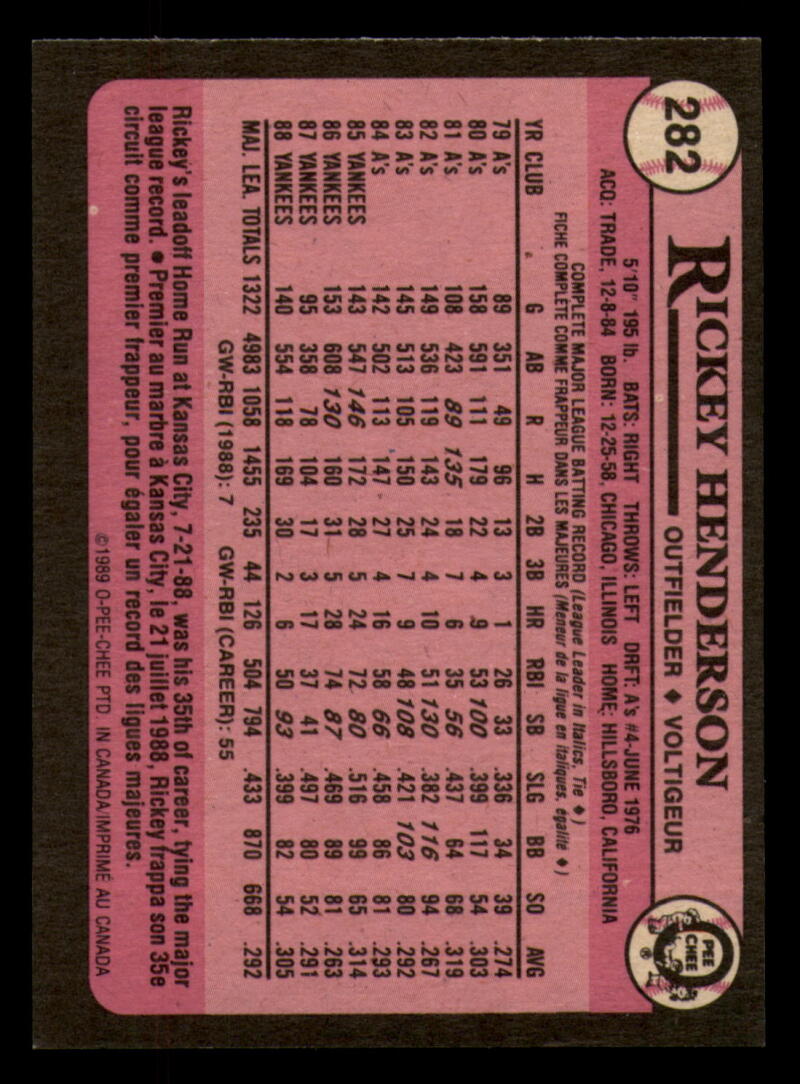 282
RICKEY HENDERSON
OUTFIELDER ♦ VOLTIGEUR
O PEE CHEE ®
5'10" 195 lb. BATS: RIGHT THROWS: LEFT DRFT: A's #4-JUNE 1976
ACQ: TRADE, 12-8-84 BORN: 12-25-58, CHICAGO, ILLINOIS HOME: HILLSBORO, CALIFORNIA
COMPLETE MAJOR LEAGUE BATTING RECORD (League Leader in Italics, Tie ♦)
FICHE COMPLETE COMME FRAPPEUR DANS LES MAJEURES (Meneur de la ligue en italiques, égalité ♦)
YR CLUB G AB R H 2B 3B HR RBI SB SLG BB SO AVG
79 A's 89 351 49 96 13 3 1 26 33 .336 34 39 .274
80 A's 158 591 111 179 22 4 9 53 100 .399 117 54 .303
81 A's 108 423 89 135 18 7 6 35 56 .437 64 68 .319
82 A's 149 536 119 143 24 4 10 51 130 .382 116 94 .267
83 A's 145 513 105 150 25 7 9 48 108 .421 103 80 .292
84 A's 142 502 113 147 27 4 16 58 66 .458 86 81 .293
85 YANKEES 143 547 146 172 28 5 24 72 80 .516 99 65 .314
86 YANKEES 153 608 130 160 31 5 28 74 87 .469 89 81 .263
87 YANKEES 95 358 78 104 17 3 17 37 41 .497 80 52 .291
88 YANKEES 140 554 118 169 30 2 6 50 93 .399 82 54 .305
MAJ. LEA. TOTALS 1322 4983 1058 1455 235 44 126 504 794 .433 870 668 .292
GW-RBI (1988): 7 GW-RBI (CAREER): 55
Rickey's leadoff Home Run at Kansas City, 7-21-88, was his 35th of career, tying the major
league record. • Premier au marbre à Kansas City, le 21 juillet 1988, Rickey frappa son 35e
circuit comme premier frappeur, pour égaler un record des ligues majeures.
©1989 O-PEE-CHEE PTD. IN CANADA/IMPRIMÉ AU CANADA